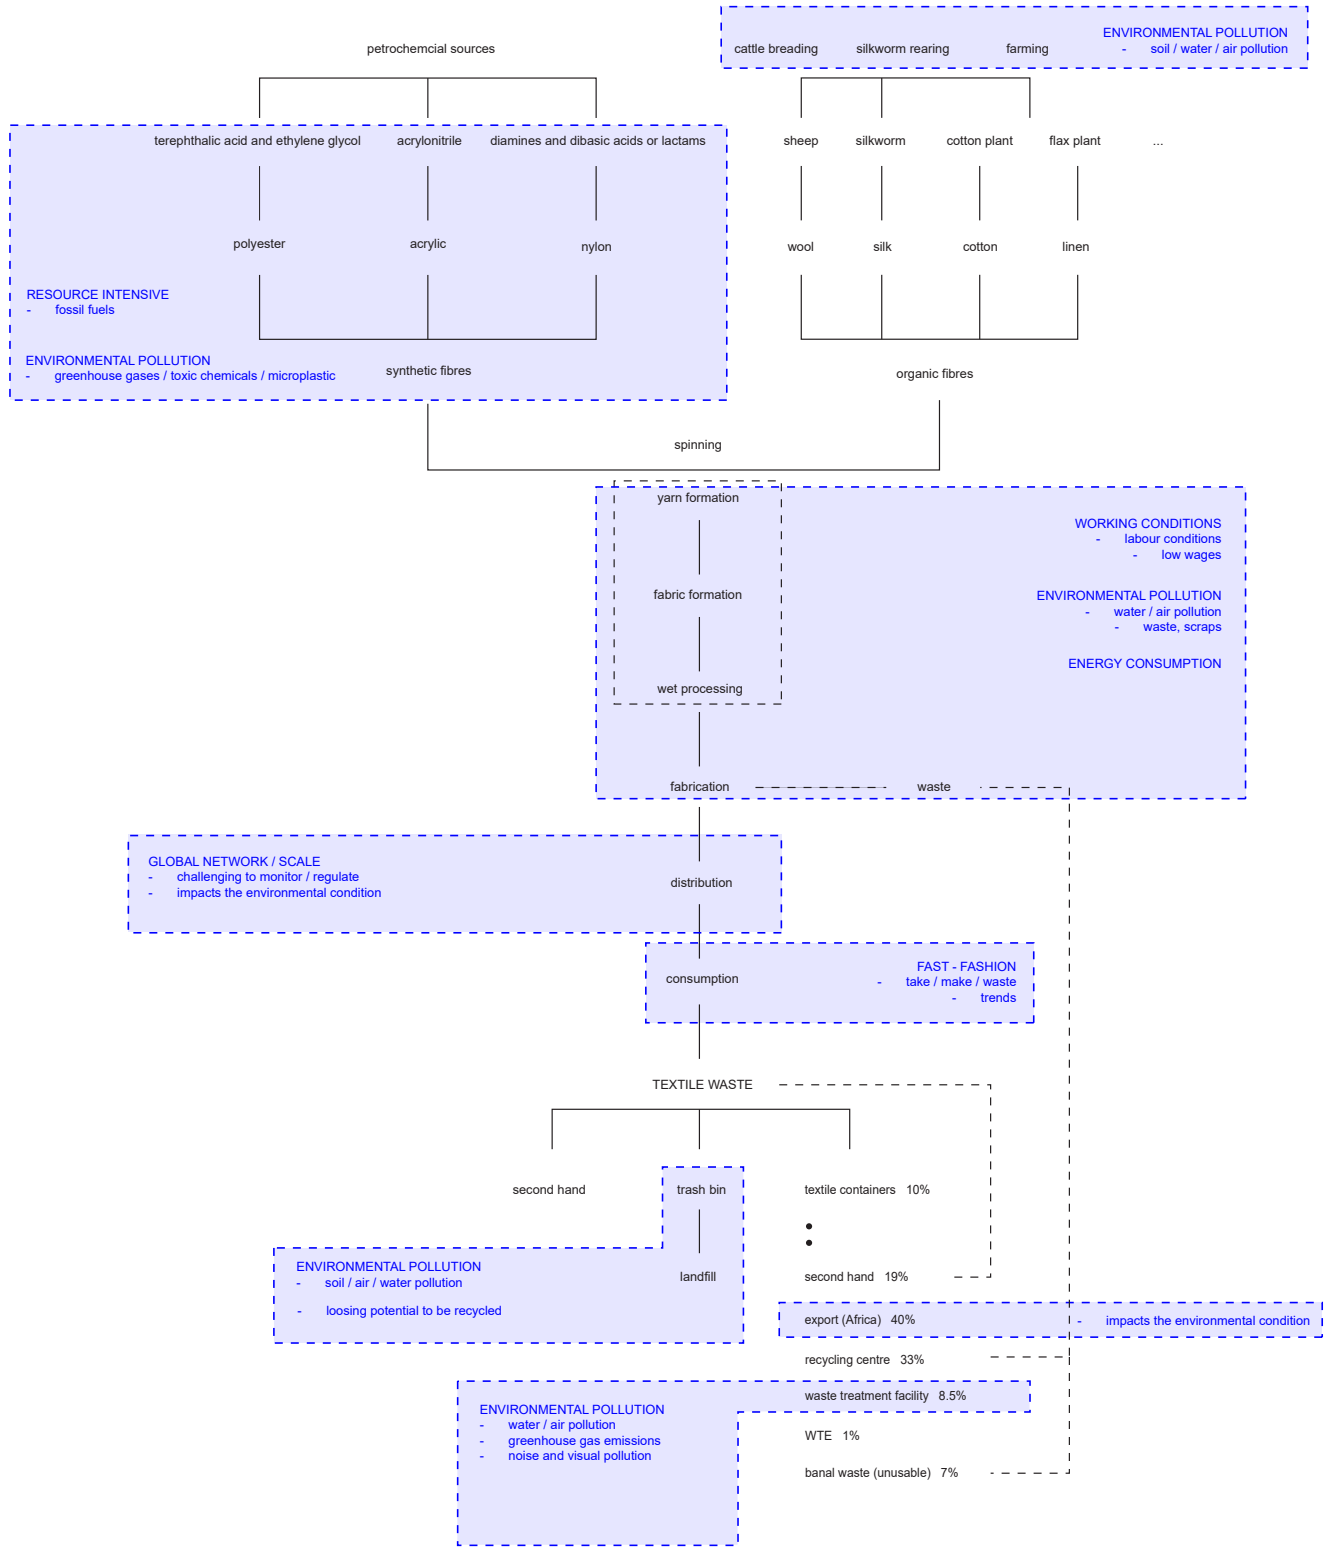 petrochemcial sources
cattle breading
silkworm rearing
farming
ENVIRONMENTAL POLLUTION
- soil / water / air pollution
terephthalic acid and ethylene glycol
acrylonitrile
diamines and dibasic acids or lactams
sheep
silkworm
cotton plant
flax plant
...
polyester
acrylic
nylon
wool
silk
cotton
linen
RESOURCE INTENSIVE
- fossil fuels
ENVIRONMENTAL POLLUTION
- greenhouse gases / toxic chemicals / microplastic
synthetic fibres
organic fibres
spinning
yarn formation
WORKING CONDITIONS
- labour conditions
- low wages
fabric formation
ENVIRONMENTAL POLLUTION
- water / air pollution
- waste, scraps
ENERGY CONSUMPTION
wet processing
fabrication
waste
GLOBAL NETWORK / SCALE
- challenging to monitor / regulate
- impacts the environmental condition
distribution
consumption
FAST - FASHION
- take / make / waste
- trends
TEXTILE WASTE
second hand
trash bin
textile containers 10%
ENVIRONMENTAL POLLUTION
- soil / air / water pollution
- loosing potential to be recycled
landfill
second hand 19%
export (Africa) 40%
- impacts the environmental condition
recycling centre 33%
waste treatment facility 8.5%
ENVIRONMENTAL POLLUTION
- water / air pollution
- greenhouse gas emissions
- noise and visual pollution
WTE 1%
banal waste (unusable) 7%